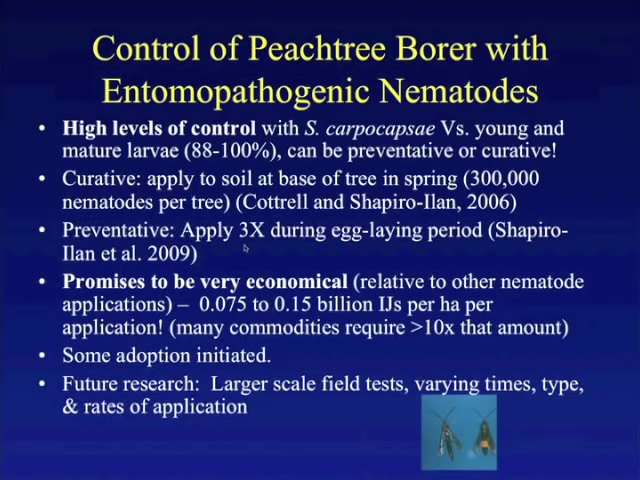 Control of Peachtree Borer with
Entomopathogenic Nematodes
• High levels of control with S. carpocapsae Vs. young and
mature larvae (88-100%), can be preventative or curative!
• Curative: apply to soil at base of tree in spring (300,000
nematodes per tree) (Cottrell and Shapiro-Ilan, 2006)
• Preventative: Apply 3X during egg-laying period (Shapiro-
Ilan et al. 2009)
• Promises to be very economical (relative to other nematode
applications) – 0.075 to 0.15 billion IJs per ha per
application! (many commodities require >10x that amount)
• Some adoption initiated.
• Future research: Larger scale field tests, varying times, type,
& rates of application